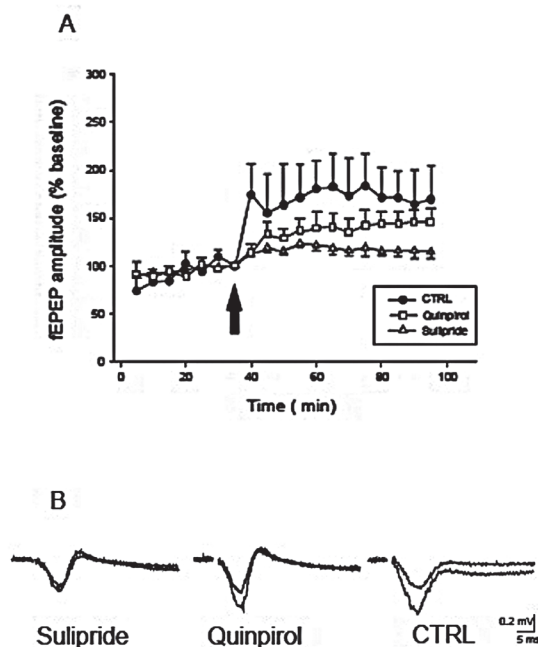 A
300
250
200
150
100
50
0
fEPEP amplitude (% baseline)
0 20 40 60 80 100
Time ( min)
CTRL
Quinpirol
Sulipride
B
Sulipride Quinpirol CTRL
0.2 mV
5 ms